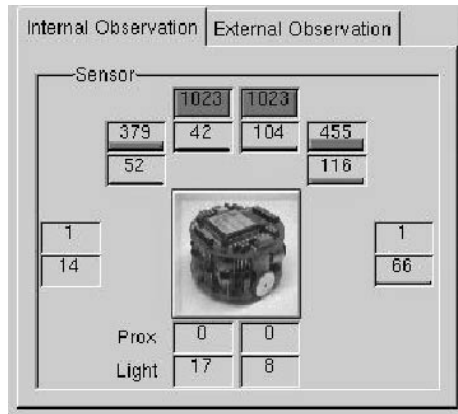 Internal Observation External Observation
Sensor
1023 1023
379 42 104 455
52 116
1 1
14 66
Prox 0 0
Light 17 8